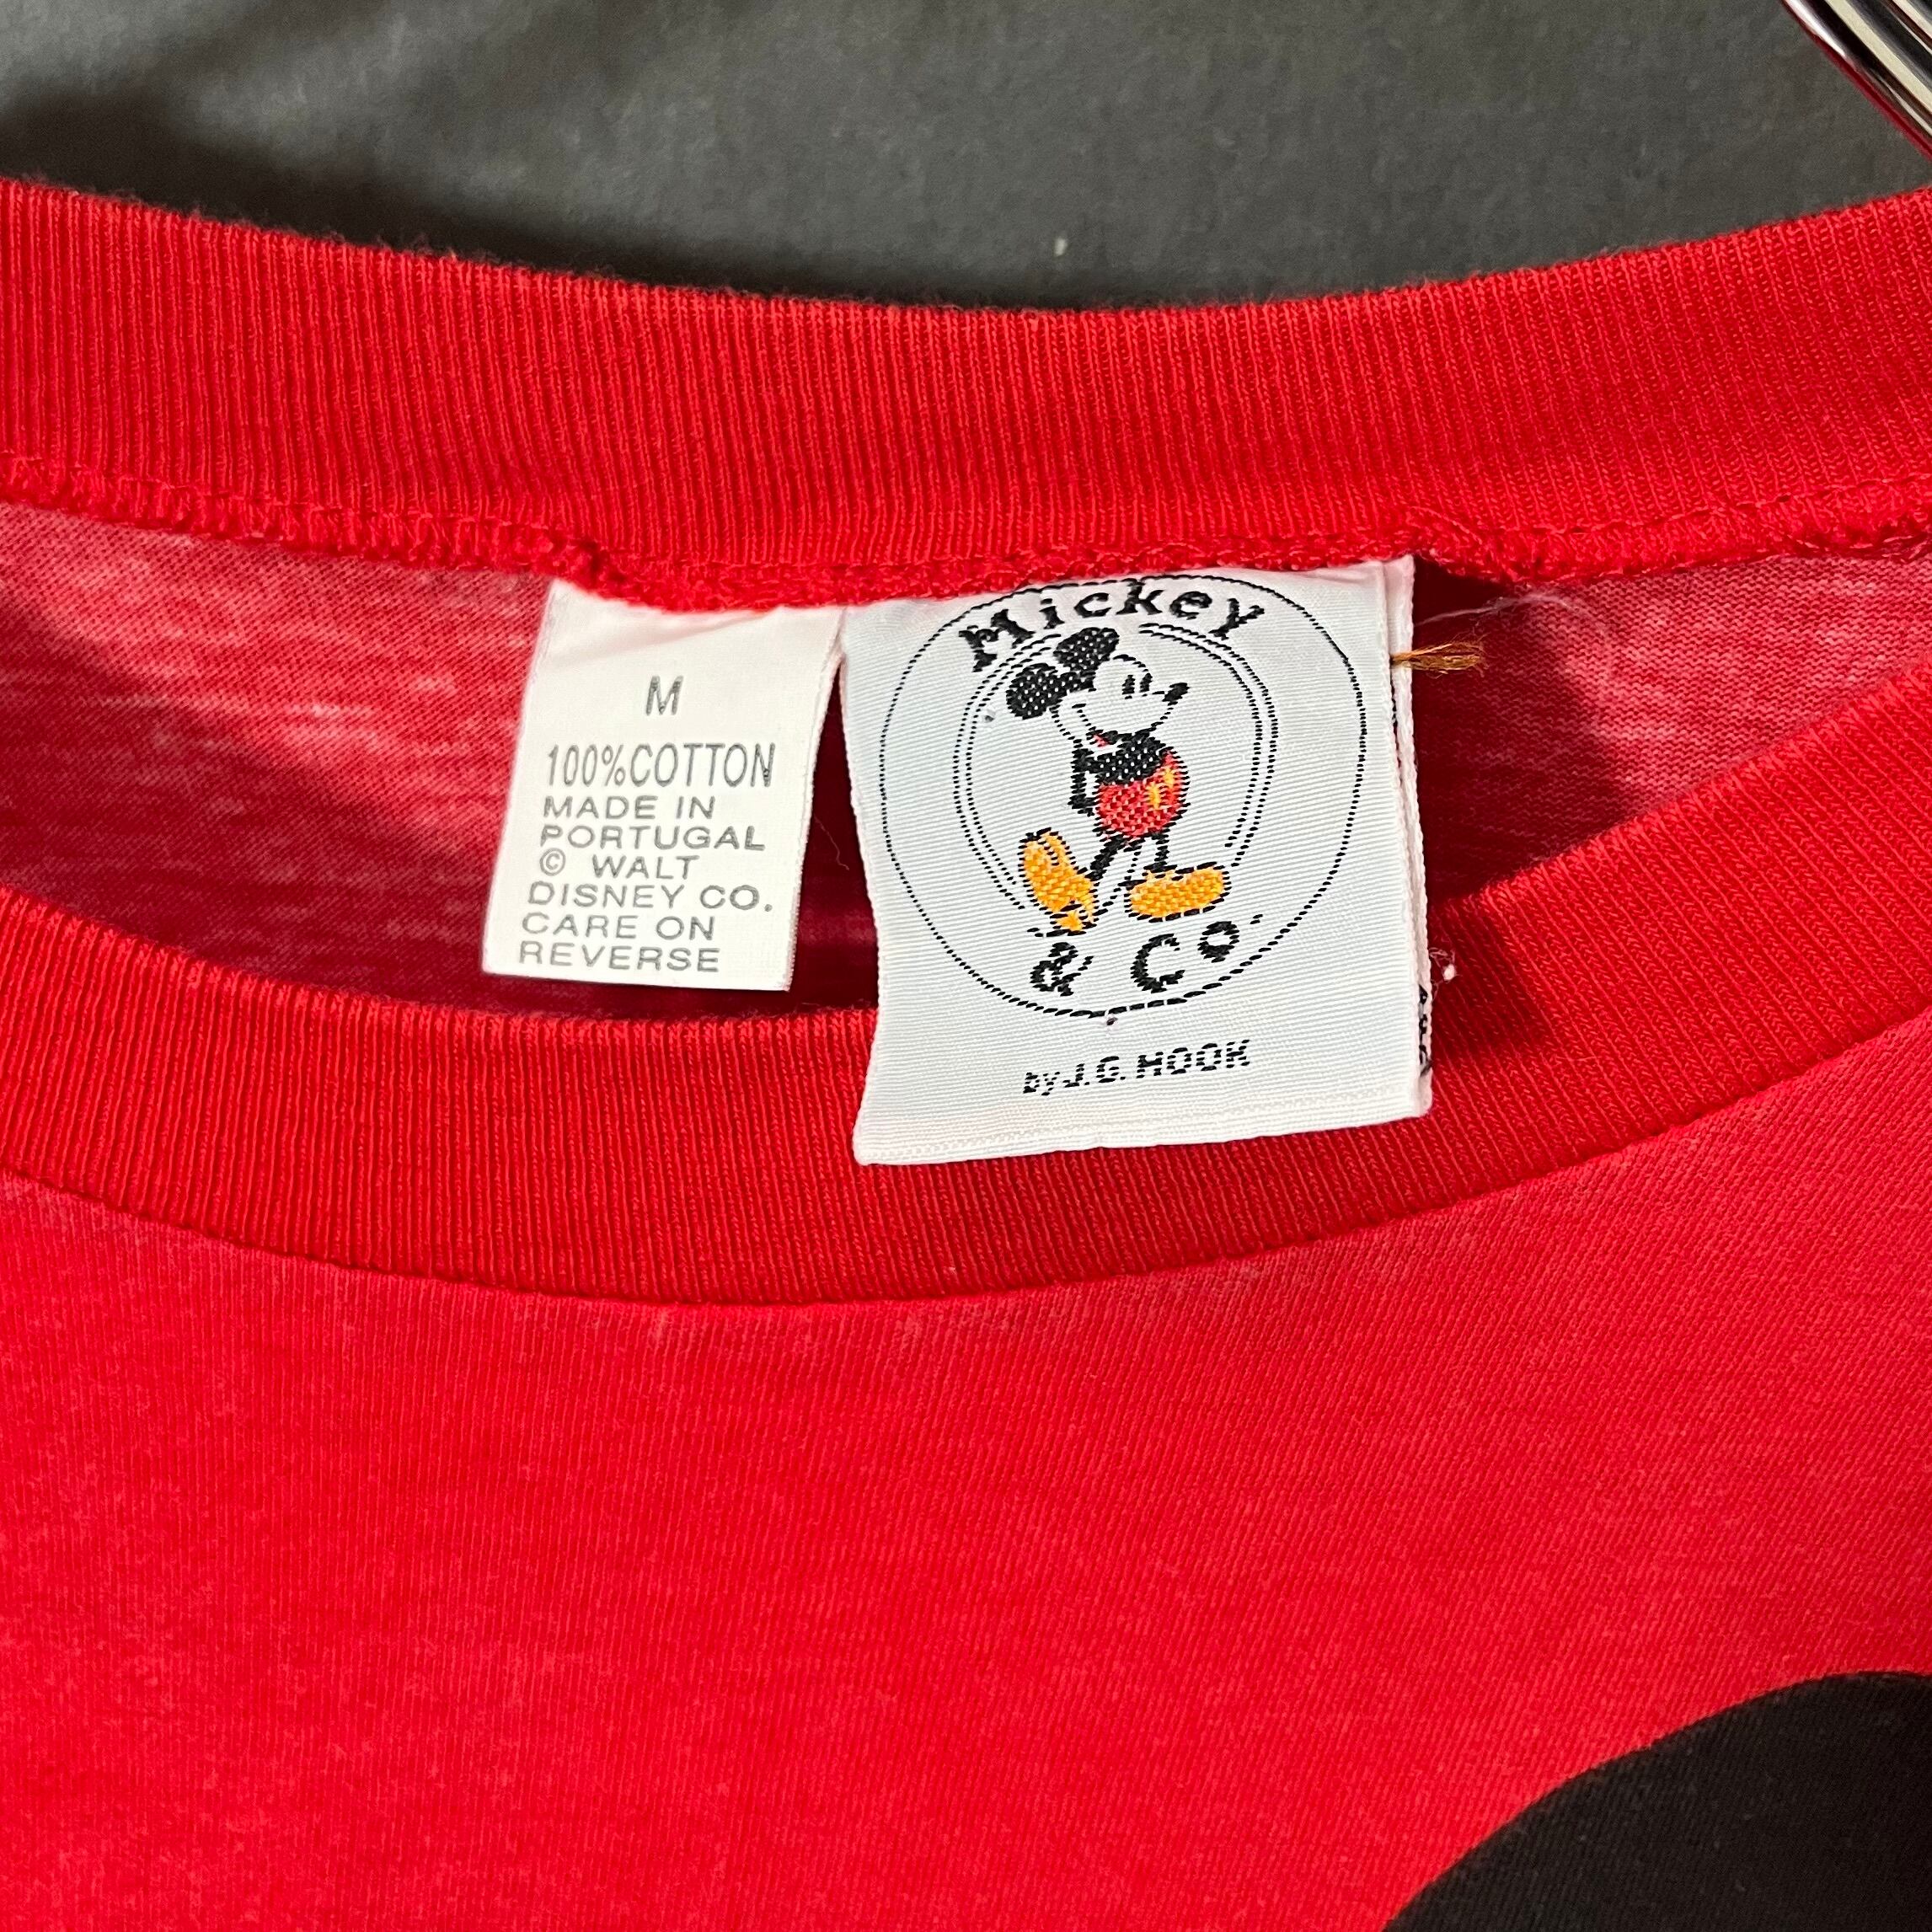 M
100%COTTON
MADE IN
PORTUGAL
© WALT
DISNEY CO.
CARE ON
REVERSE
Mickey
& Co.
by J.G. HOOK